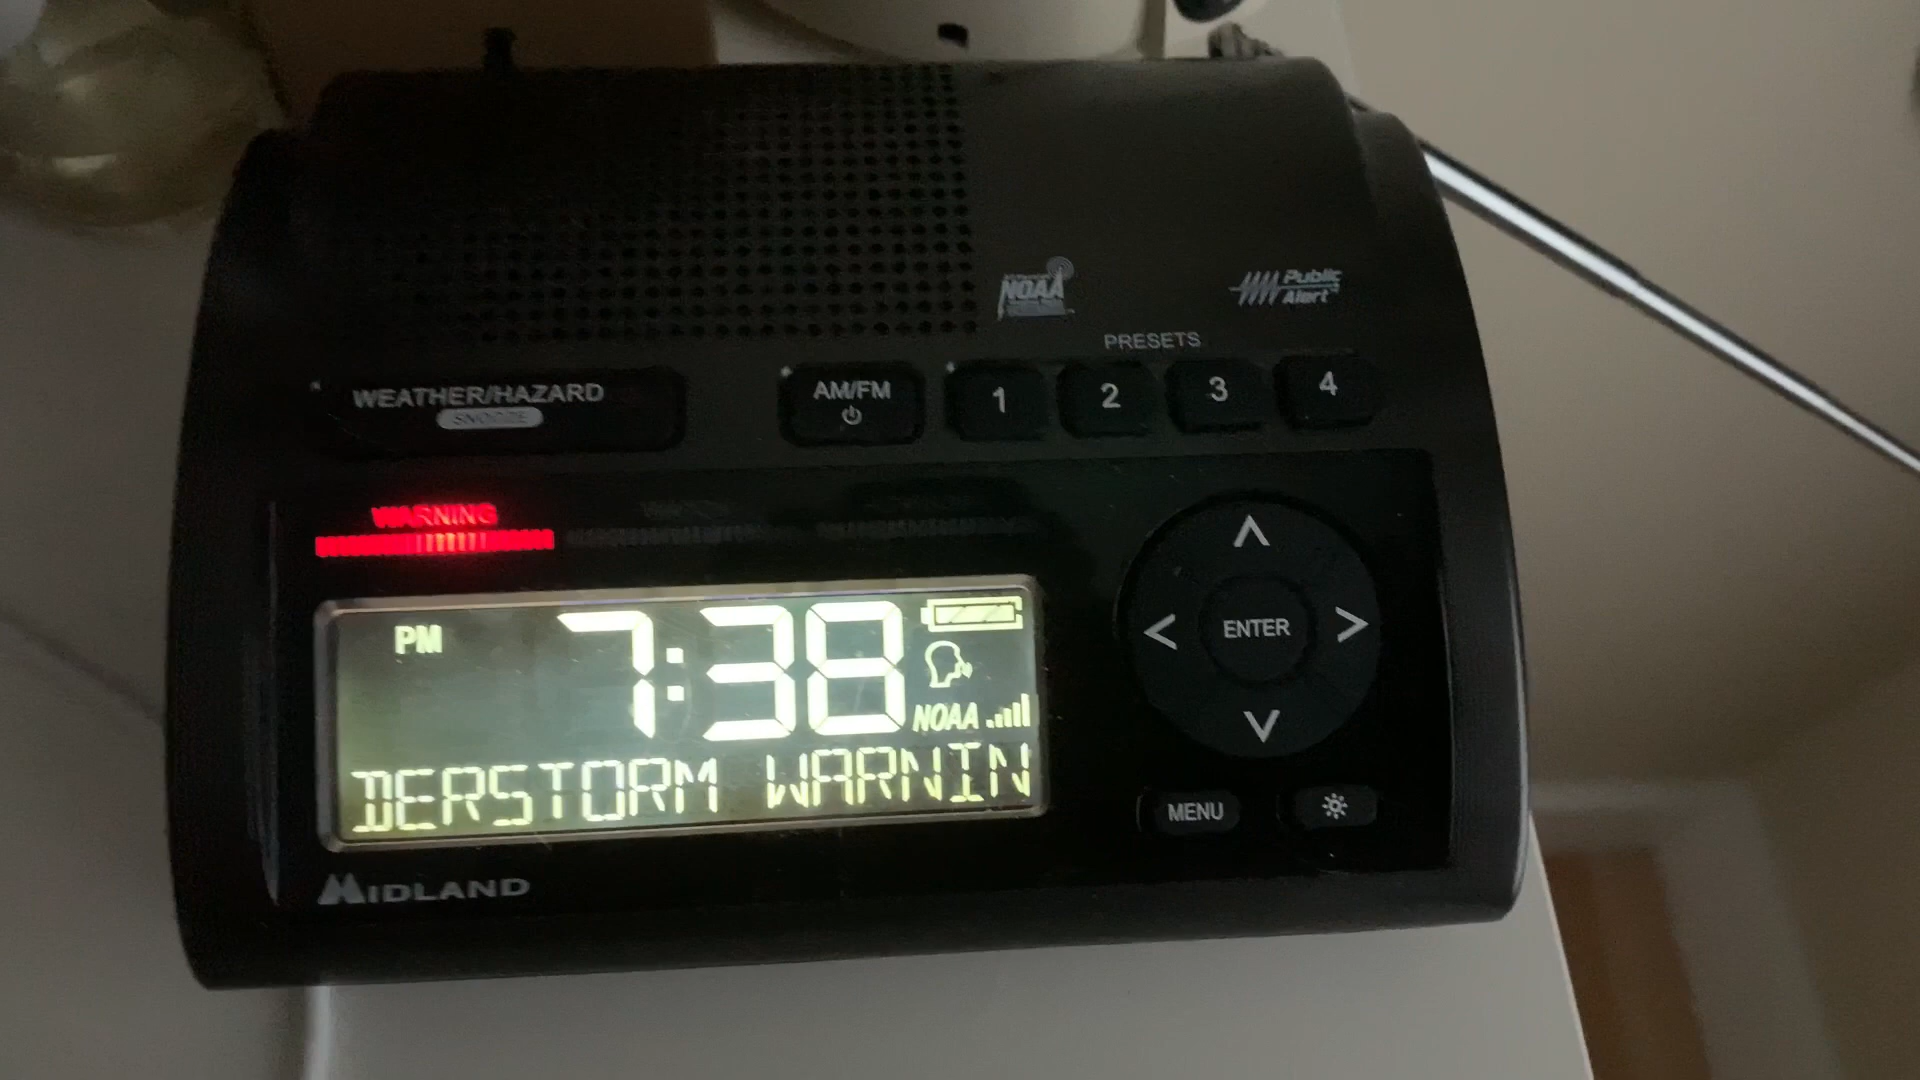 NOAA
Public
Alert
PRESETS
WEATHER/HAZARD
SNOOZE
AM/FM
1
2
3
4
WARNING
PM
7:38
NOAA
DERSTORM WARNIN
<
ENTER
>
MENU
MIDLAND